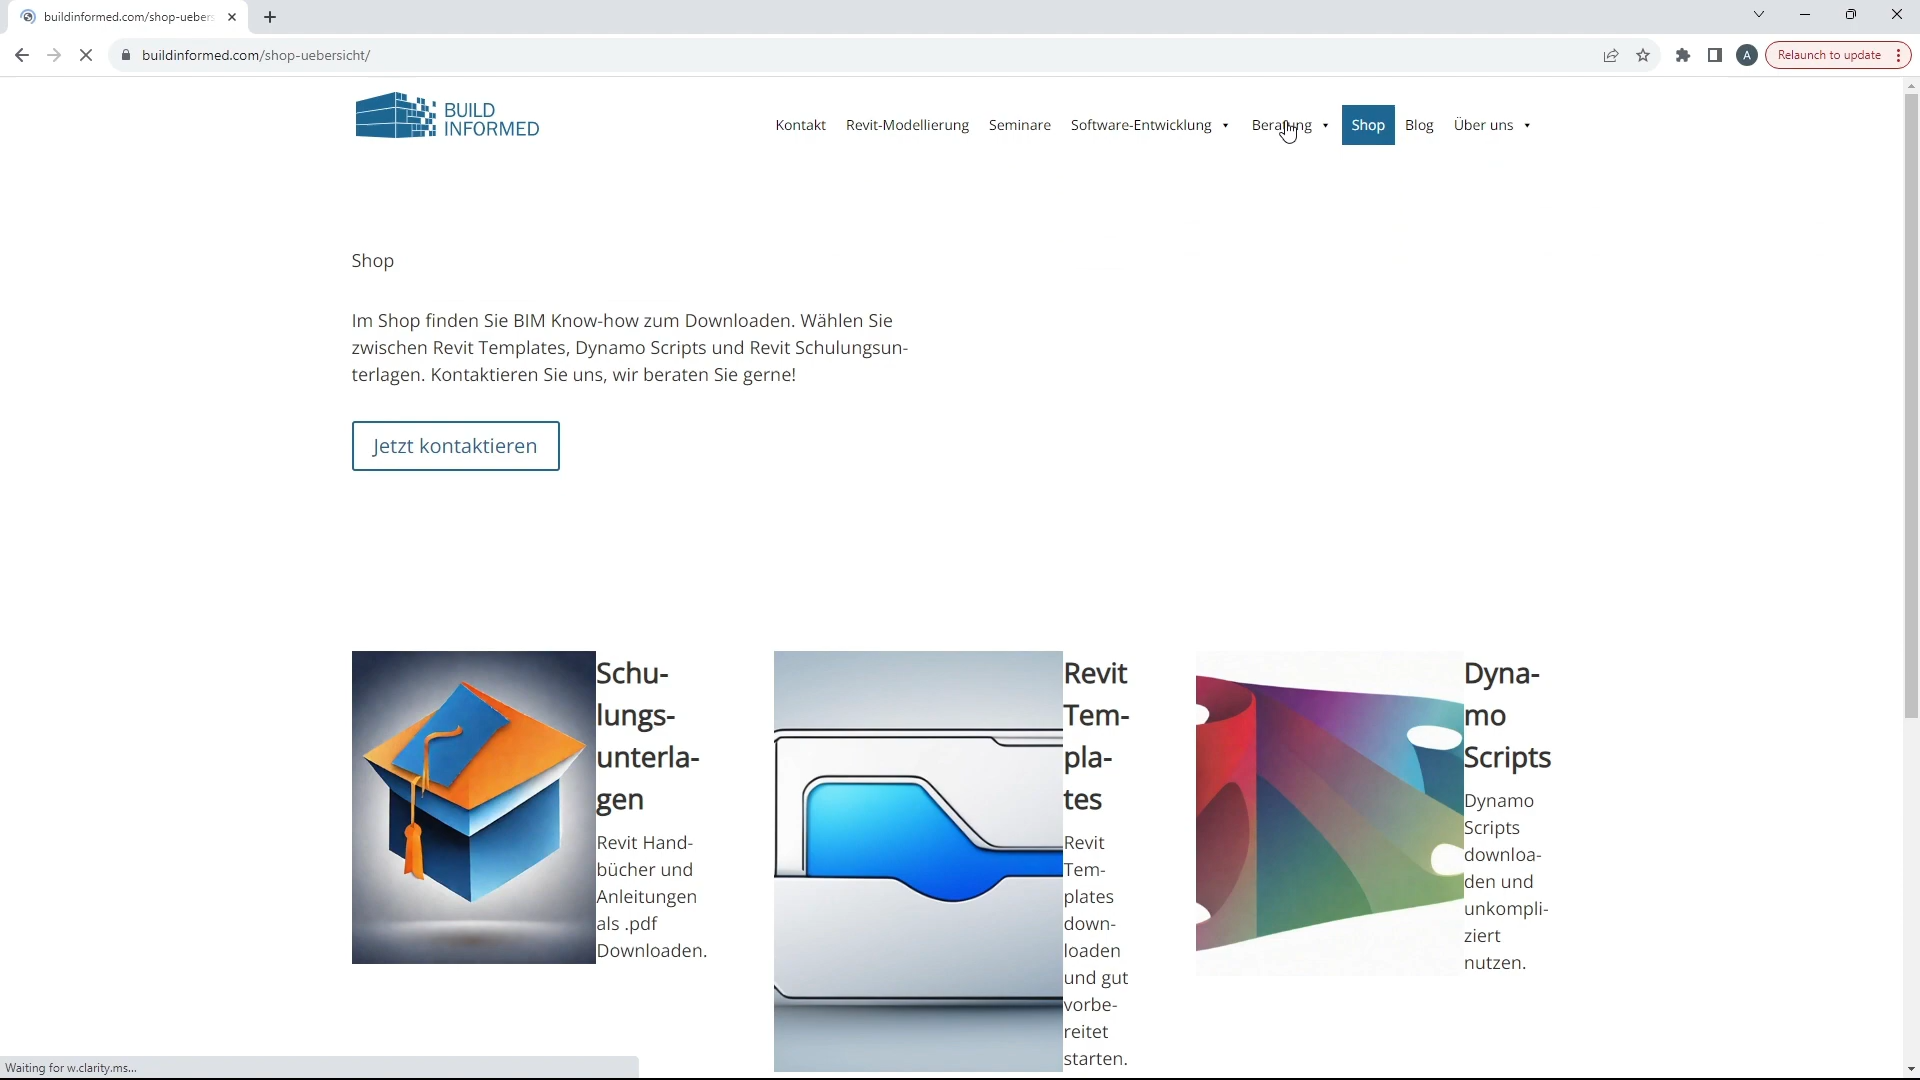 buildinformed.com/shop-ueber
buildinformed.com/shop-uebersicht/
A
Relaunch to update
BUILD
INFORMED
Kontakt
Revit-Modellierung
Seminare
Software-Entwicklung
Beratung
Shop
Blog
Über uns
Shop
Im Shop finden Sie BIM Know-how zum Downloaden. Wählen Sie
zwischen Revit Templates, Dynamo Scripts und Revit Schulungsun-
terlagen. Kontaktieren Sie uns, wir beraten Sie gerne!
Jetzt kontaktieren
Schu-
lungs-
unterla-
gen
Revit Hand-
bücher und
Anleitungen
als .pdf
Downloaden.
Revit
Tem-
pla-
tes
Revit
Tem-
plates
down-
loaden
und gut
vorbe-
reitet
starten.
Dyna-
mo
Scripts
Dynamo
Scripts
downloa-
den und
unkompli-
ziert
nutzen.
Waiting for w.clarity.ms...